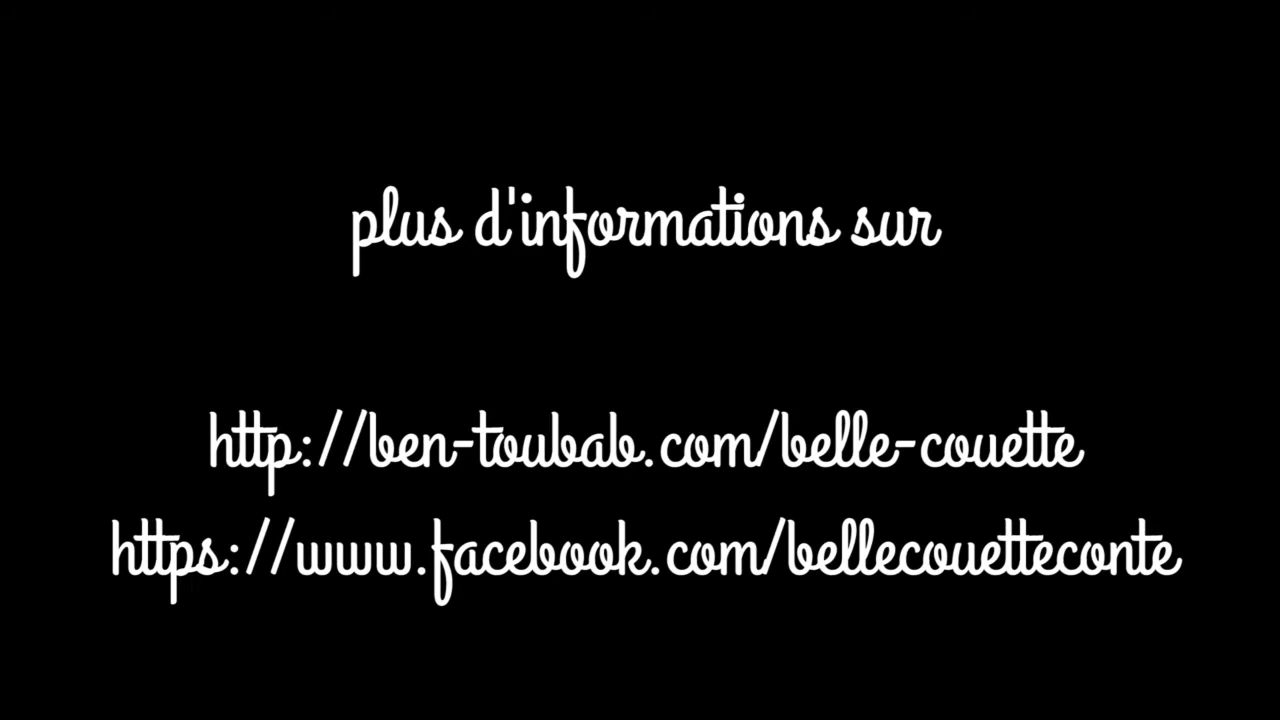 plus d'informations sur
http://ben-toubab.com/belle-couette
https://www.facebook.com/bellecouetteconte